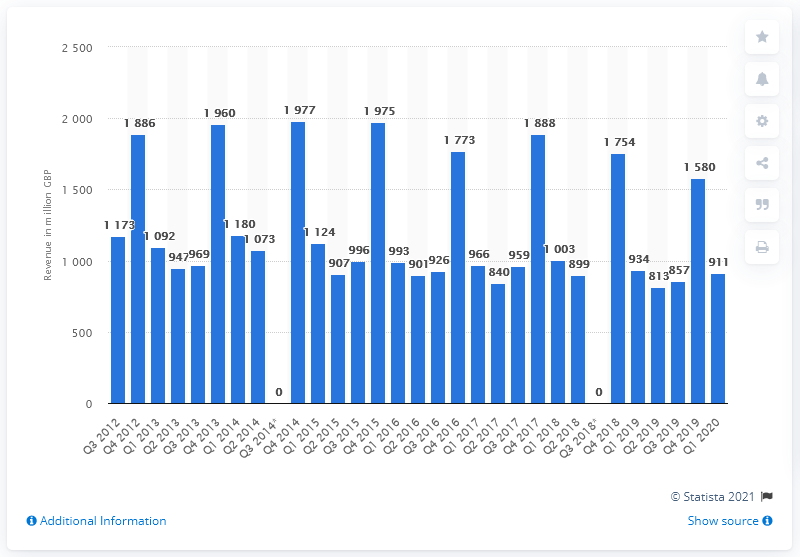 2 500
2 000
1 500
1 000
500
0
Revenue in million GBP
1 173
1 886
1 092
947
969
1 960
1 180
1 073
0
1 977
1 124
907
996
1 975
993
901
926
1 773
966
840
959
1 888
1 003
899
0
1 754
934
813
857
1 580
911
Q3 2012
Q4 2012
Q1 2013
Q2 2013
Q3 2013
Q4 2013
Q1 2014
Q2 2014
Q3 2014*
Q4 2014
Q1 2015
Q2 2015
Q3 2015
Q4 2015
Q1 2016
Q2 2016
Q3 2016
Q4 2016
Q1 2017
Q2 2017
Q3 2017
Q4 2017
Q1 2018
Q2 2018
Q3 2018*
Q4 2018
Q1 2019
Q2 2019
Q3 2019
Q4 2019
Q1 2020
© Statista 2021
Additional Information
Show source